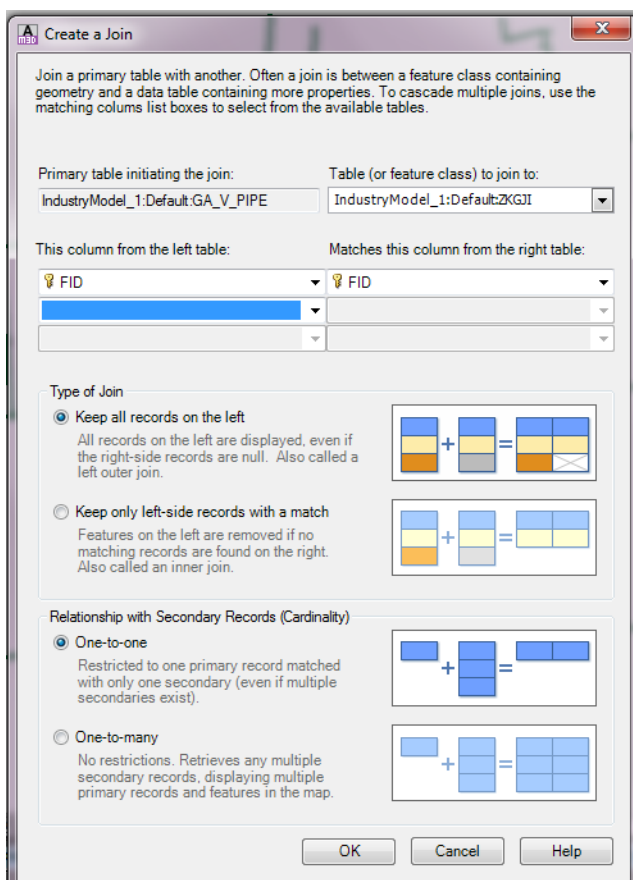 A
M3D
Create a Join
X
Join a primary table with another. Often a join is between a feature class containing
geometry and a data table containing more properties. To cascade multiple joins, use the
matching colums list boxes to select from the available tables.
Primary table initiating the join:
Table (or feature class) to join to:
IndustryModel_1:Default:GA_V_PIPE
IndustryModel_1:Default:ZKGJI
This column from the left table:
Matches this column from the right table:
FID
FID
Type of Join
Keep all records on the left
All records on the left are displayed, even if
the right-side records are null. Also called a
left outer join.
+ =
Keep only left-side records with a match
Features on the left are removed if no
matching records are found on the right.
Also called an inner join.
+ =
Relationship with Secondary Records (Cardinality)
One-to-one
Restricted to one primary record matched
with only one secondary (even if multiple
secondaries exist).
+ =
One-to-many
No restrictions. Retrieves any multiple
secondary records, displaying multiple
primary records and features in the map.
+ =
OK
Cancel
Help